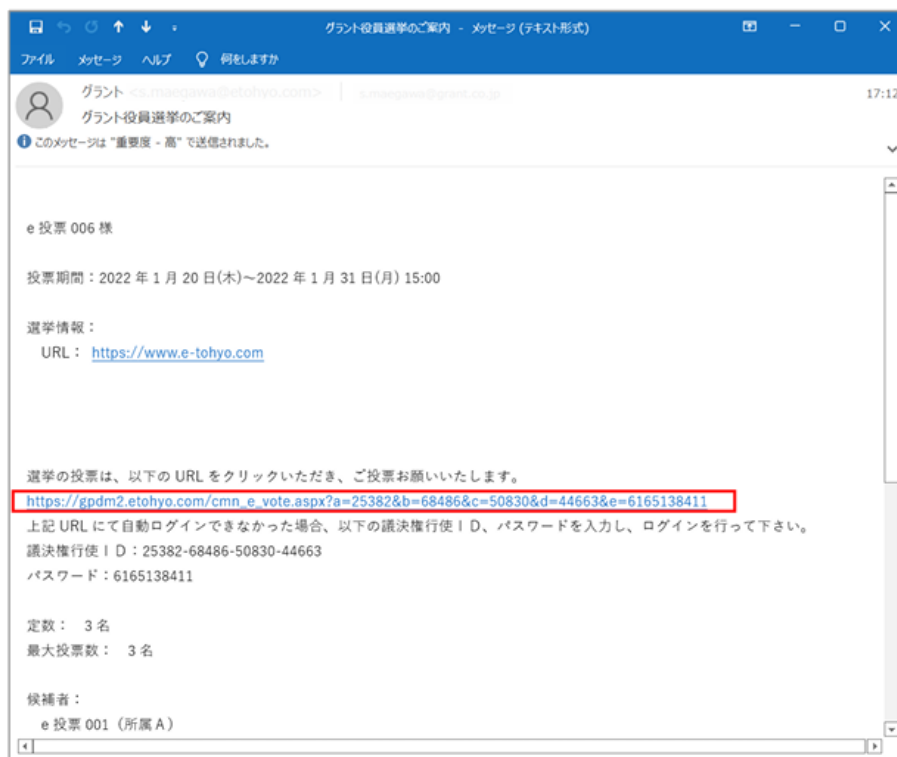 グラント役員選挙のご案内 - メッセージ (テキスト形式)
ファイル メッセージ ヘルプ 何をしますか
グラント <s.maegawa@etohyo.com> s.maegawa@grant.co.jp
17:12
グラント役員選挙のご案内
このメッセージは "重要度 - 高" で送信されました。
e 投票 006 様
投票期間：2022 年 1 月 20 日(木)～2022 年 1 月 31 日(月) 15:00
選挙情報：
URL： https://www.e-tohyo.com
選挙の投票は、以下の URL をクリックいただき、ご投票お願いいたします。
https://gpdm2.etohyo.com/cmn_e_vote.aspx?a=25382&b=68486&c=50830&d=44663&e=6165138411
上記 URL にて自動ログインできなかった場合、以下の議決権行使ＩＤ、パスワードを入力し、ログインを行って下さい。
議決権行使ＩＤ：25382-68486-50830-44663
パスワード：6165138411
定数： 3 名
最大投票数： 3 名
候補者：
e 投票 001（所属 A）